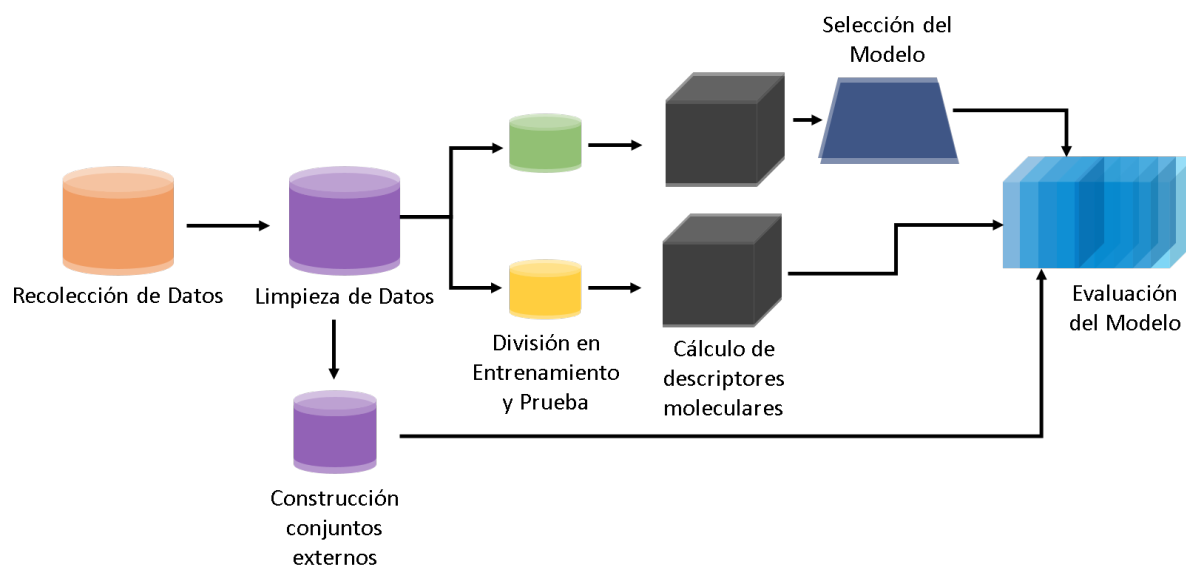 Selección del
Modelo
Recolección de Datos
Limpieza de Datos
División en
Entrenamiento
y Prueba
Cálculo de
descriptores
moleculares
Evaluación
del Modelo
Construcción
conjuntos
externos